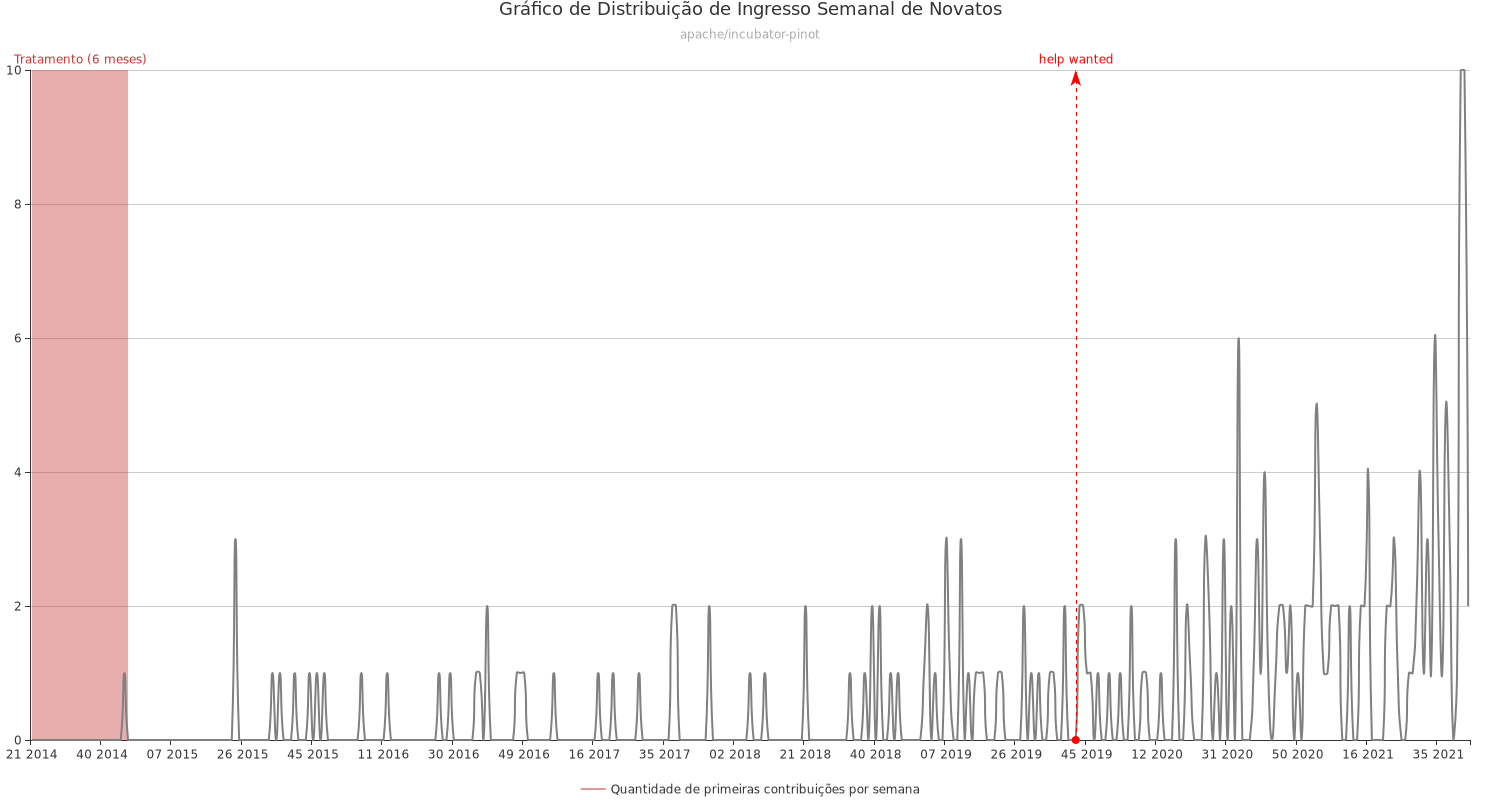 Gráfico de Distribuição de Ingresso Semanal de Novatos
apache/incubator-pinot
Tratamento (6 meses)
help wanted
10
8
6
4
2
0
21 2014 40 2014 07 2015 26 2015 45 2015 11 2016 30 2016 49 2016 16 2017 35 2017 02 2018 21 2018 40 2018 07 2019 26 2019 45 2019 12 2020 31 2020 50 2020 16 2021 35 2021
Quantidade de primeiras contribuições por semana